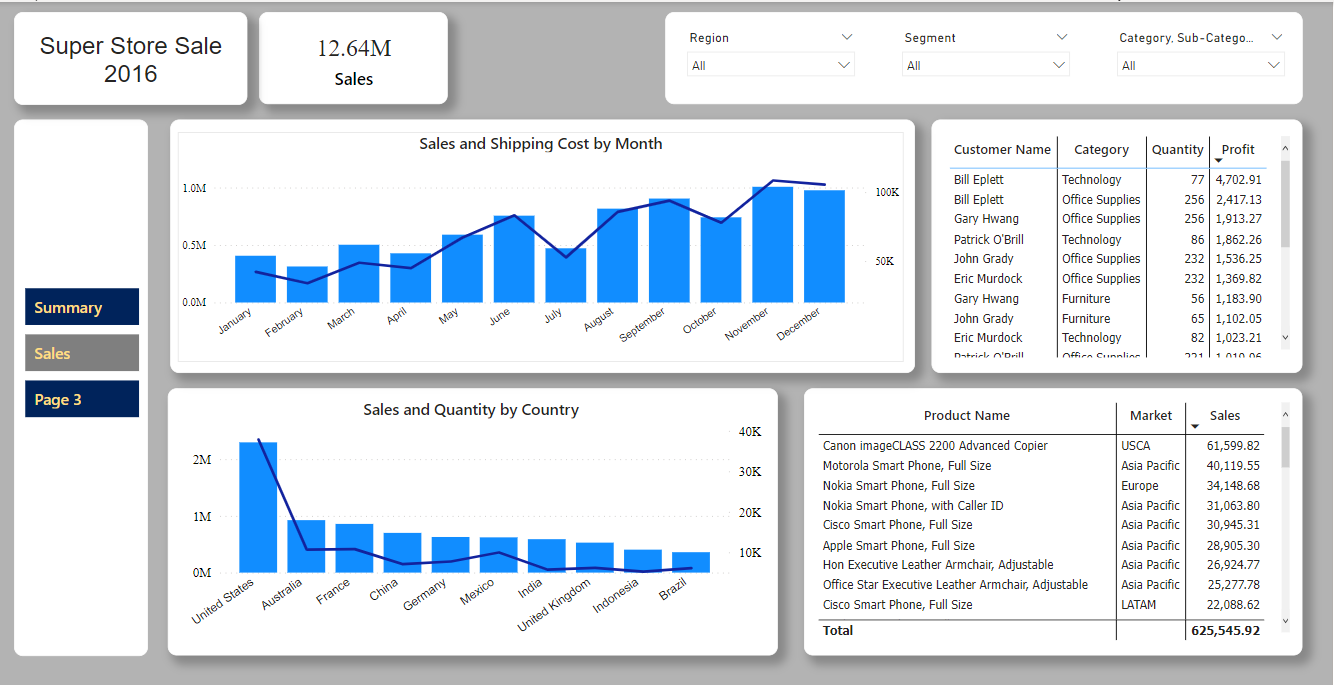 Super Store Sale
2016
12.64M
Sales
Region
All
Segment
All
Category, Sub-Catego...
All
Summary
Sales
Page 3
Sales and Shipping Cost by Month
1.0M
0.5M
0.0M
100K
50K
January
February
March
April
May
June
July
August
September
October
November
December
Customer Name Category Quantity Profit
Bill Eplett Technology 77 4,702.91
Bill Eplett Office Supplies 256 2,417.13
Gary Hwang Office Supplies 256 1,913.27
Patrick O'Brill Technology 86 1,862.26
John Grady Office Supplies 232 1,536.25
Eric Murdock Office Supplies 232 1,369.82
Gary Hwang Furniture 56 1,183.90
John Grady Furniture 65 1,102.05
Eric Murdock Technology 82 1,023.21
Patrick O'Brill Office Supplies 221 1,019.96
Sales and Quantity by Country
2M
1M
0M
40K
30K
20K
10K
United States
Australia
France
China
Germany
Mexico
India
United Kingdom
Indonesia
Brazil
Product Name Market Sales
Canon imageCLASS 2200 Advanced Copier USCA 61,599.82
Motorola Smart Phone, Full Size Asia Pacific 40,119.55
Nokia Smart Phone, Full Size Europe 34,148.68
Nokia Smart Phone, with Caller ID Asia Pacific 31,063.80
Cisco Smart Phone, Full Size Asia Pacific 30,945.31
Apple Smart Phone, Full Size Asia Pacific 28,905.30
Hon Executive Leather Armchair, Adjustable Asia Pacific 26,924.77
Office Star Executive Leather Armchair, Adjustable Asia Pacific 25,277.78
Cisco Smart Phone, Full Size LATAM 22,088.62
Total 625,545.92